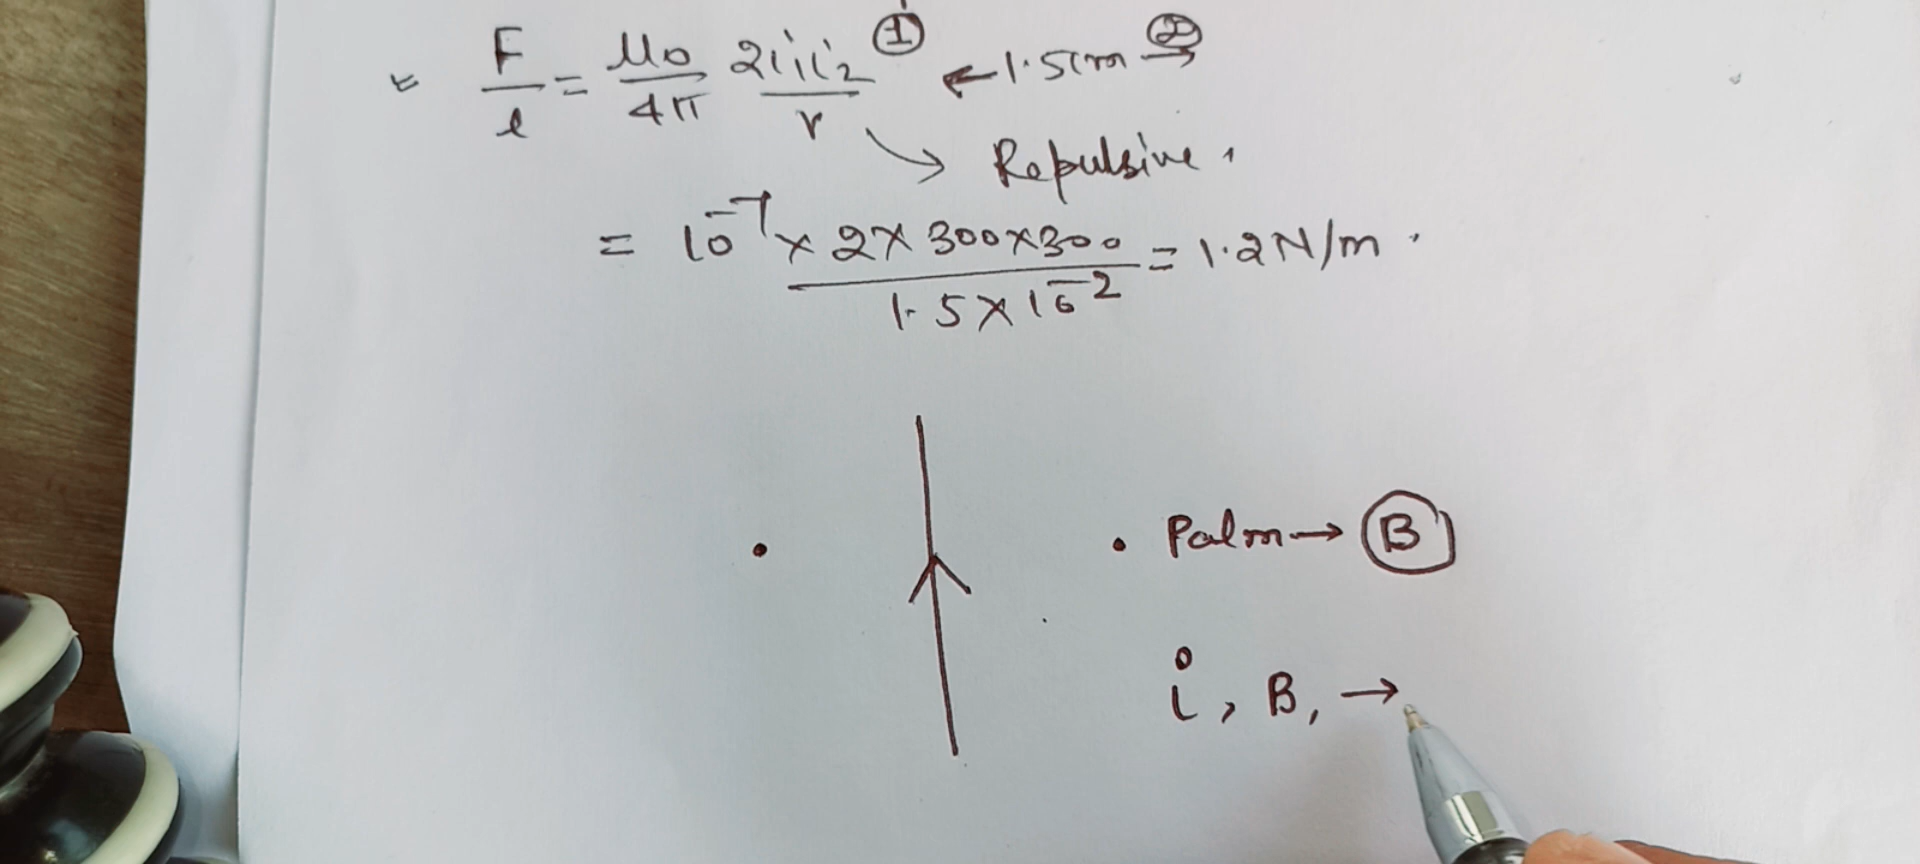 F/l = μ0/4π 2i1i2/r ① ←1.5cm→ ②
→ Repulsive.
= 10^-7 × 2×300×300/1.5×10^-2 = 1.2N/m.
. . Palm→ Ⓑ
i, B, →